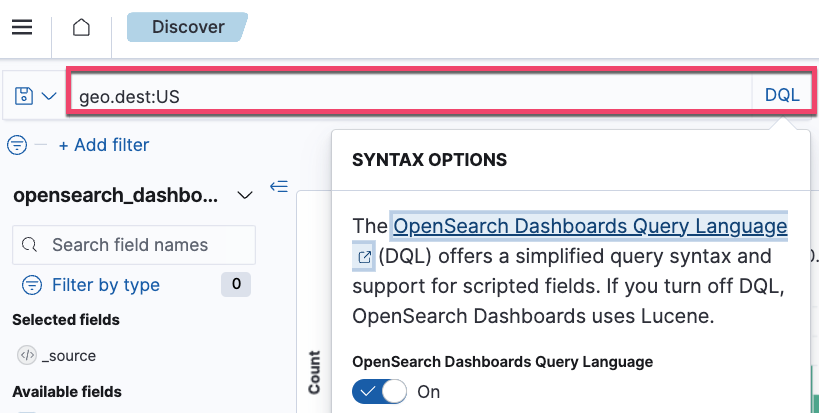 Discover
geo.dest:US
DQL
+ Add filter
opensearch_dashbo...
Search field names
Filter by type
0
Selected fields
_source
Available fields
Count
SYNTAX OPTIONS
The OpenSearch Dashboards Query Language
(DQL) offers a simplified query syntax and
support for scripted fields. If you turn off DQL,
OpenSearch Dashboards uses Lucene.
OpenSearch Dashboards Query Language
On